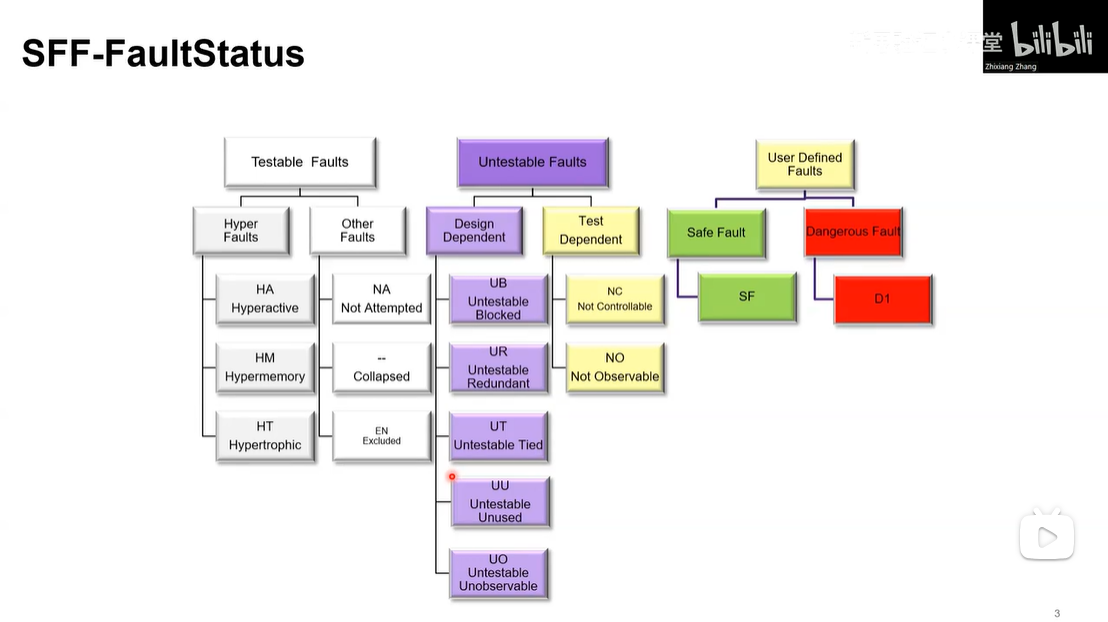 SFF-FaultStatus
bilibili
Zhixiang Zhang
Testable Faults
Untestable Faults
User Defined
Faults
Hyper
Faults
Other
Faults
Design
Dependent
Test
Dependent
Safe Fault
Dangerous Fault
HA
Hyperactive
NA
Not Attempted
UB
Untestable
Blocked
NC
Not Controllable
SF
D1
HM
Hypermemory
--
Collapsed
UR
Untestable
Redundant
NO
Not Observable
HT
Hypertrophic
EN
Excluded
UT
Untestable Tied
UU
Untestable
Unused
UO
Untestable
Unobservable
3